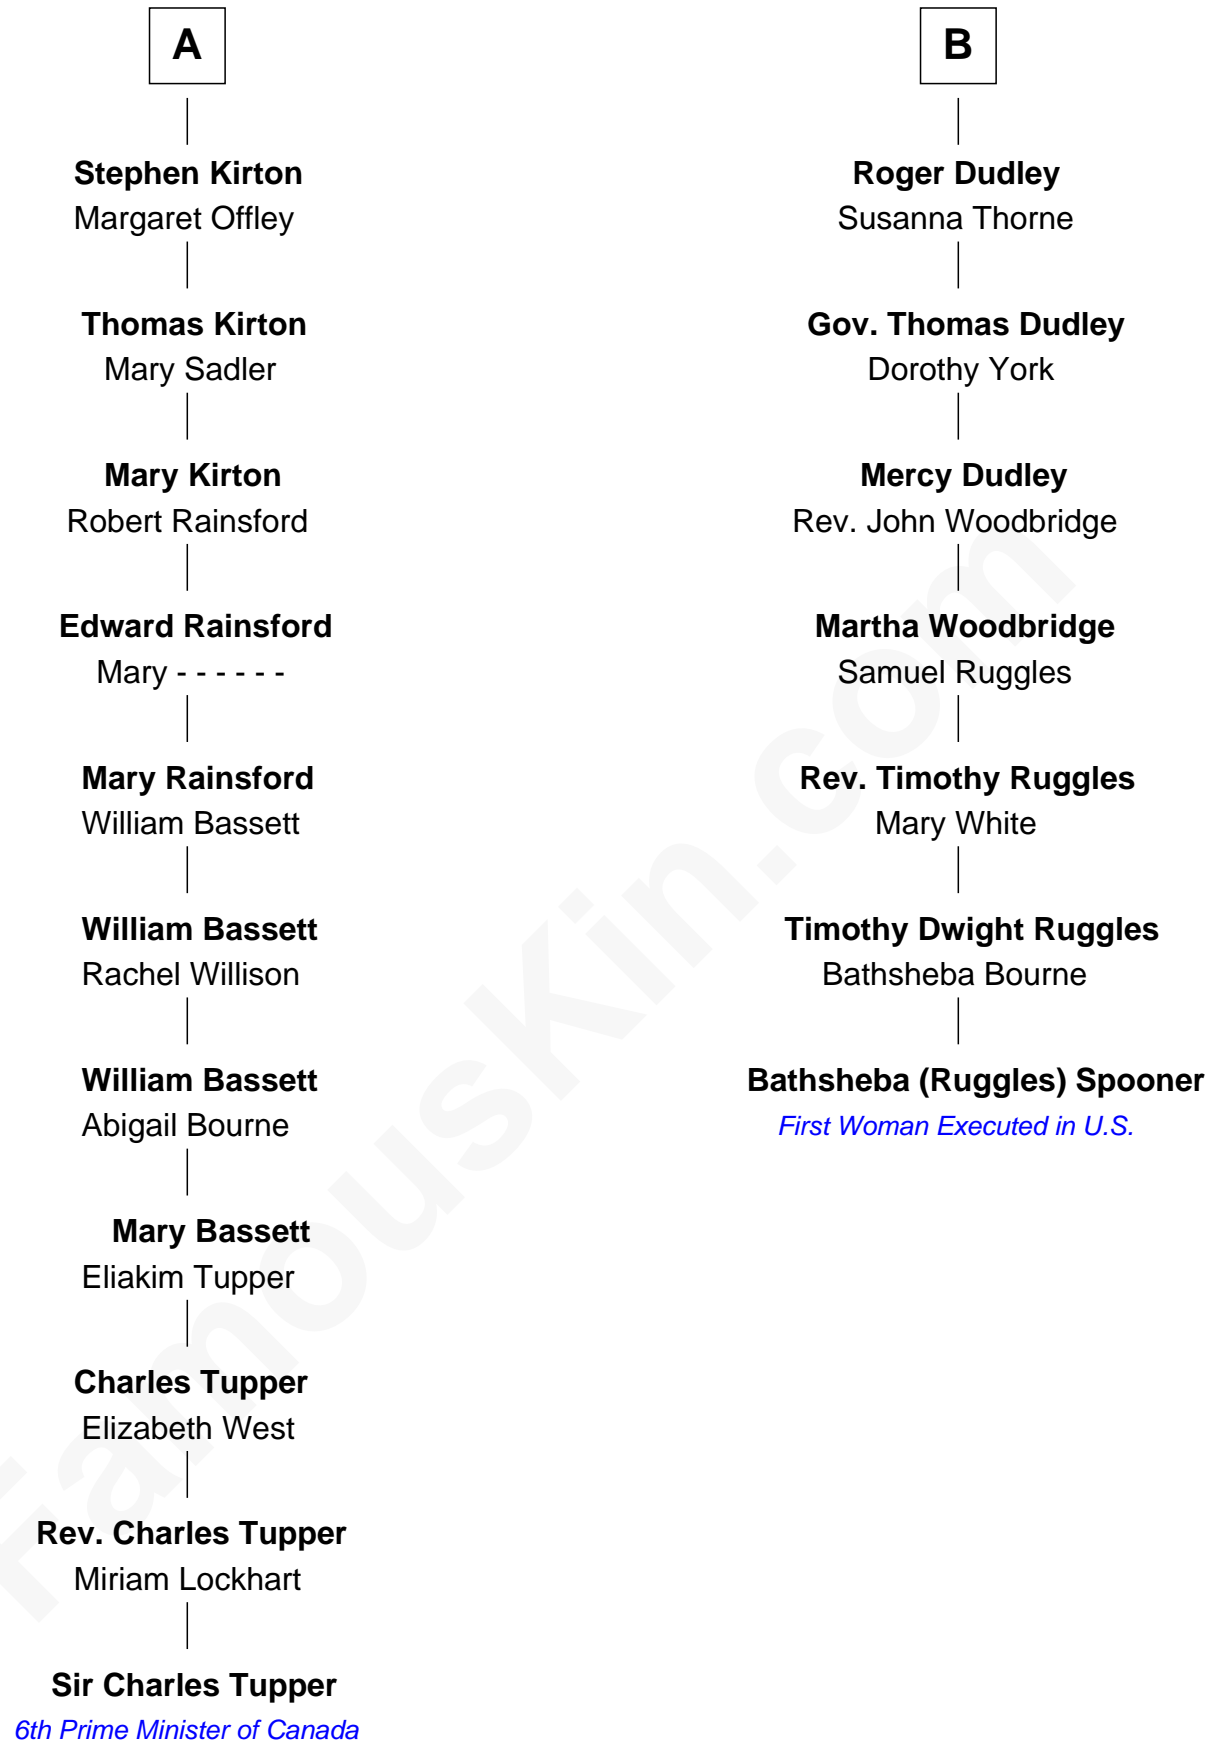 A
Stephen Kirton
Margaret Offley
Thomas Kirton
Mary Sadler
Mary Kirton
Robert Rainsford
Edward Rainsford
Mary - - - - - -
Mary Rainsford
William Bassett
William Bassett
Rachel Willison
William Bassett
Abigail Bourne
Mary Bassett
Eliakim Tupper
Charles Tupper
Elizabeth West
Rev. Charles Tupper
Miriam Lockhart
Sir Charles Tupper
6th Prime Minister of Canada
B
Roger Dudley
Susanna Thorne
Gov. Thomas Dudley
Dorothy York
Mercy Dudley
Rev. John Woodbridge
Martha Woodbridge
Samuel Ruggles
Rev. Timothy Ruggles
Mary White
Timothy Dwight Ruggles
Bathsheba Bourne
Bathsheba (Ruggles) Spooner
First Woman Executed in U.S.
FamousKin.com